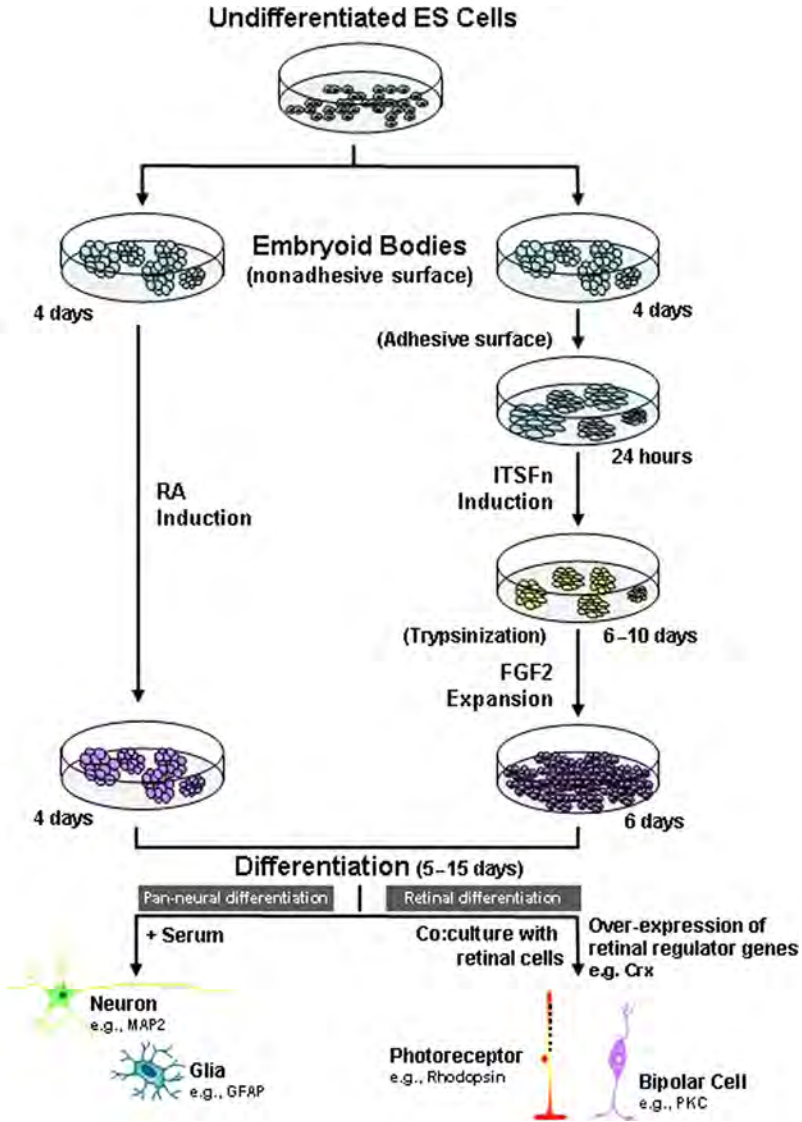 Undifferentiated ES Cells
Embryoid Bodies
(nonadhesive surface)
4 days
4 days
(Adhesive surface)
24 hours
RA
Induction
ITSFn
Induction
(Trypsinization)
6–10 days
FGF2
Expansion
4 days
6 days
Differentiation (5–15 days)
Pan-neural differentiation
Retinal differentiation
+ Serum
Co:culture with
retinal cells
Over-expression of
retinal regulator genes
e.g. Crx
Neuron
e.g., MAP2
Glia
e.g., GFAP
Photoreceptor
e.g., Rhodopsin
Bipolar Cell
e.g., PKC